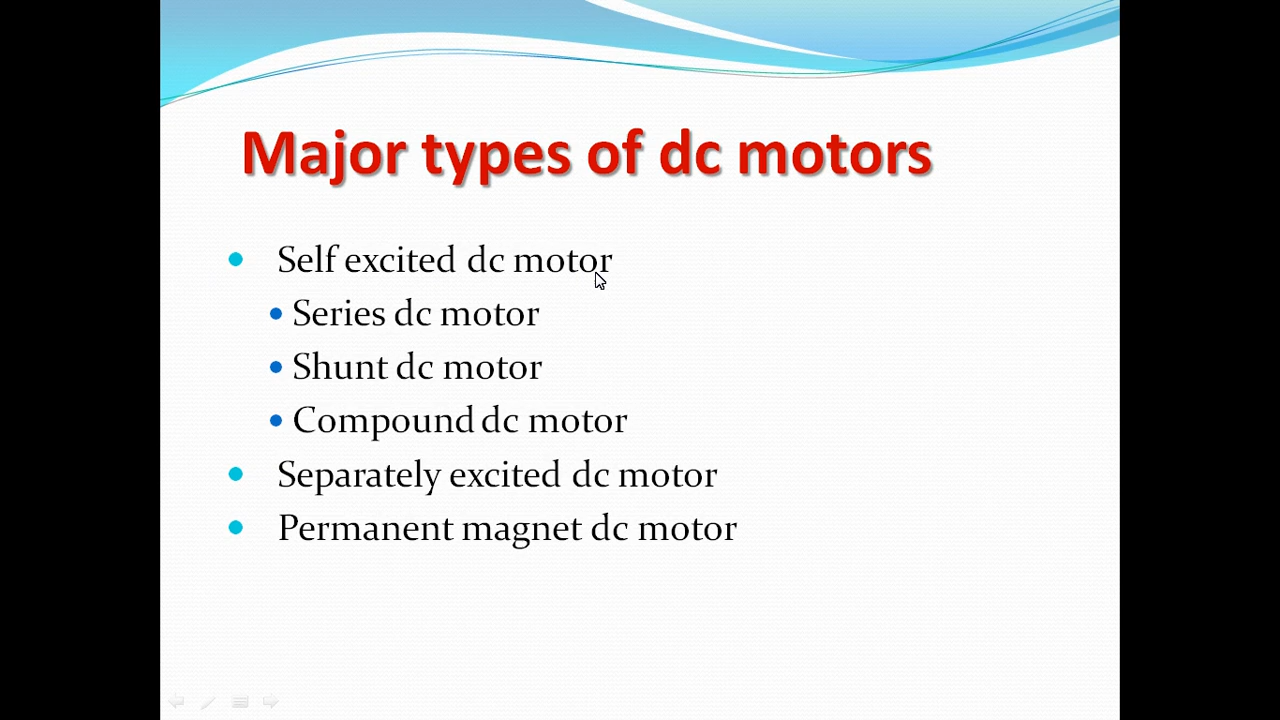 Major types of dc motors
Self excited dc motor
Series dc motor
Shunt dc motor
Compound dc motor
Separately excited dc motor
Permanent magnet dc motor